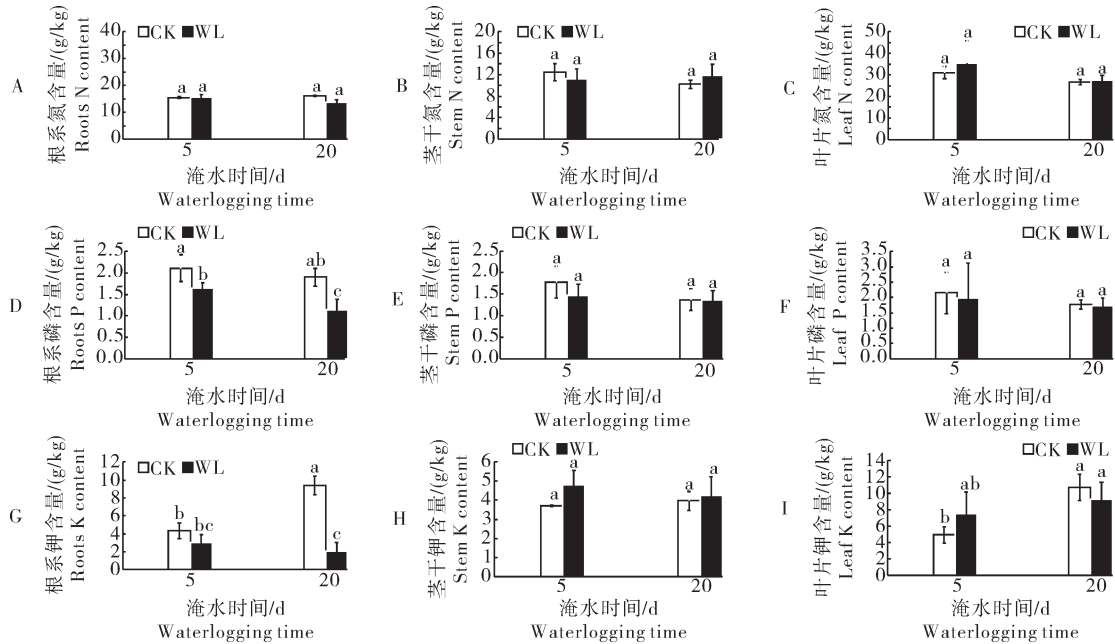 A
根系氮含量/(g/kg)
Roots N content
40
30
20
10
0
CK WL
a a a a
5 20
淹水时间/d
Waterlogging time
B
茎干氮含量/(g/kg)
Stem N content
20
16
12
8
4
0
CK WL
a a a a
5 20
淹水时间/d
Waterlogging time
C
叶片氮含量/(g/kg)
Leaf N content
50
40
30
20
10
0
CK WL
a a a a
5 20
淹水时间/d
Waterlogging time
D
根系磷含量/(g/kg)
Roots P content
2.5
2.0
1.5
1.0
0.5
0.0
CK WL
a b ab c
5 20
淹水时间/d
Waterlogging time
E
茎干磷含量/(g/kg)
Stem P content
2.5
2.0
1.5
1.0
0.5
0.0
CK WL
a a a a
5 20
淹水时间/d
Waterlogging time
F
叶片磷含量/(g/kg)
Leaf P content
3.5
3.0
2.5
2.0
1.5
1.0
0.5
0.0
CK WL
a a a a
5 20
淹水时间/d
Waterlogging time
G
根系钾含量/(g/kg)
Roots K content
12
10
8
6
4
2
0
CK WL
b bc a c
5 20
淹水时间/d
Waterlogging time
H
茎干钾含量/(g/kg)
Stem K content
6
5
4
3
2
1
0
CK WL
a a a a
5 20
淹水时间/d
Waterlogging time
I
叶片钾含量/(g/kg)
Leaf K content
14
12
10
8
6
4
2
0
CK WL
b ab a a
5 20
淹水时间/d
Waterlogging time